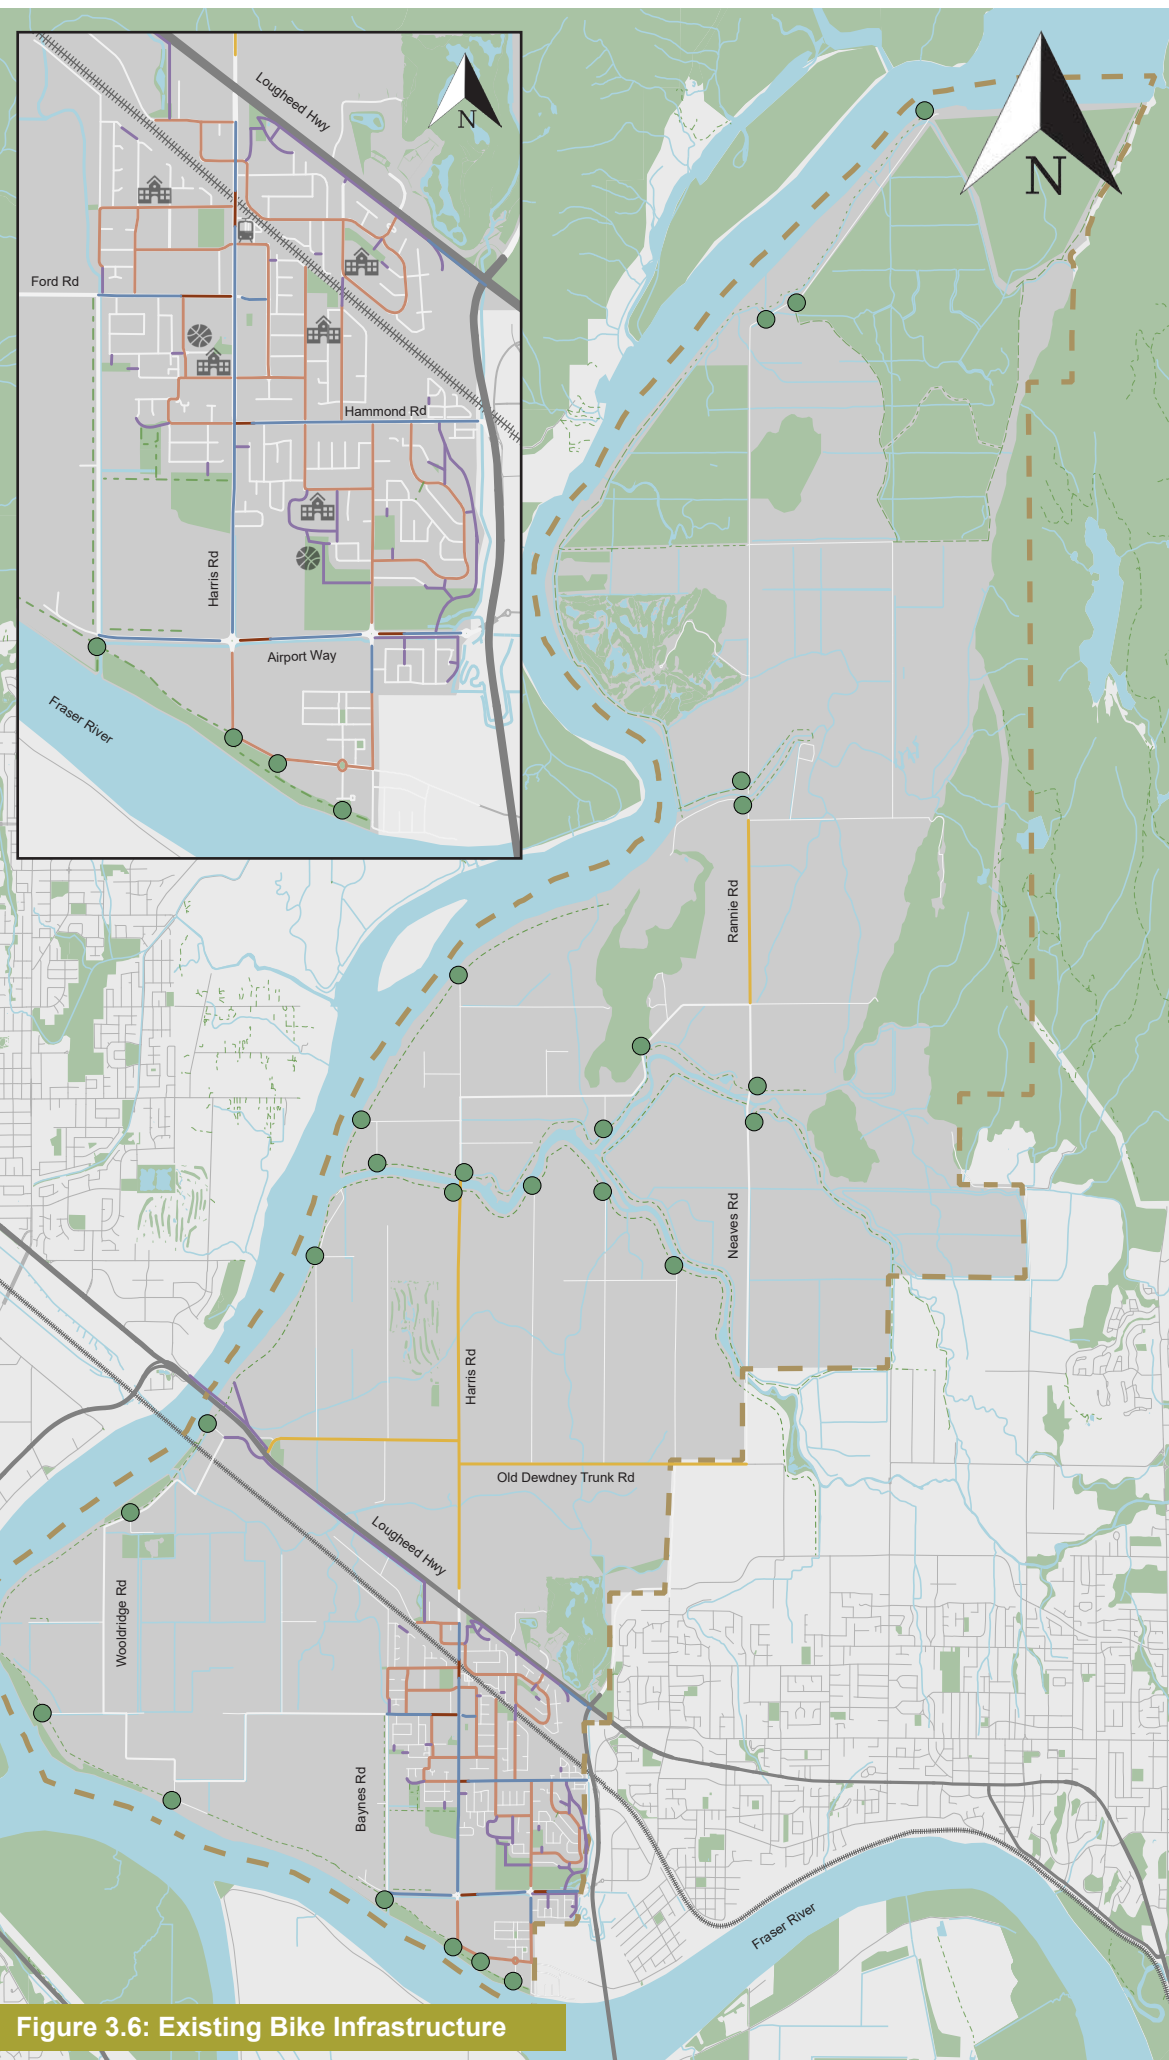 Lougheed Hwy
N
N
Ford Rd
Hammond Rd
Harris Rd
Airport Way
Fraser River
Rannie Rd
Neaves Rd
Harris Rd
Old Dewdney Trunk Rd
Lougheed Hwy
Wooldridge Rd
Baynes Rd
Fraser River
Figure 3.6: Existing Bike Infrastructure